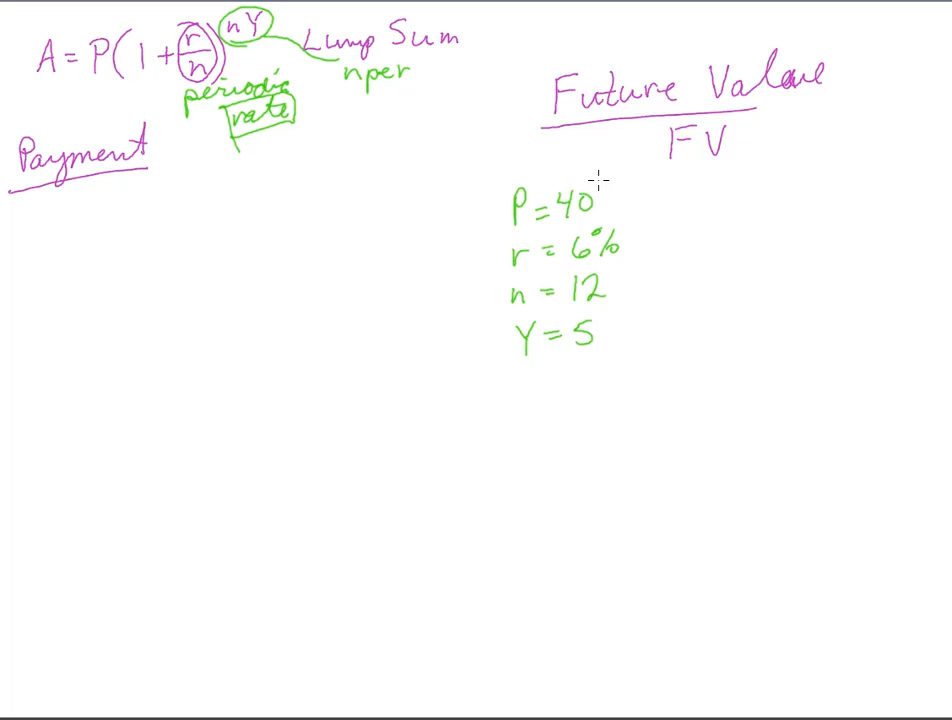 A = P(1 + r/n)^nY Lump Sum
nper
periodic
rate
Payment
Future Value
FV
P = 40
r = 6%
n = 12
Y = 5